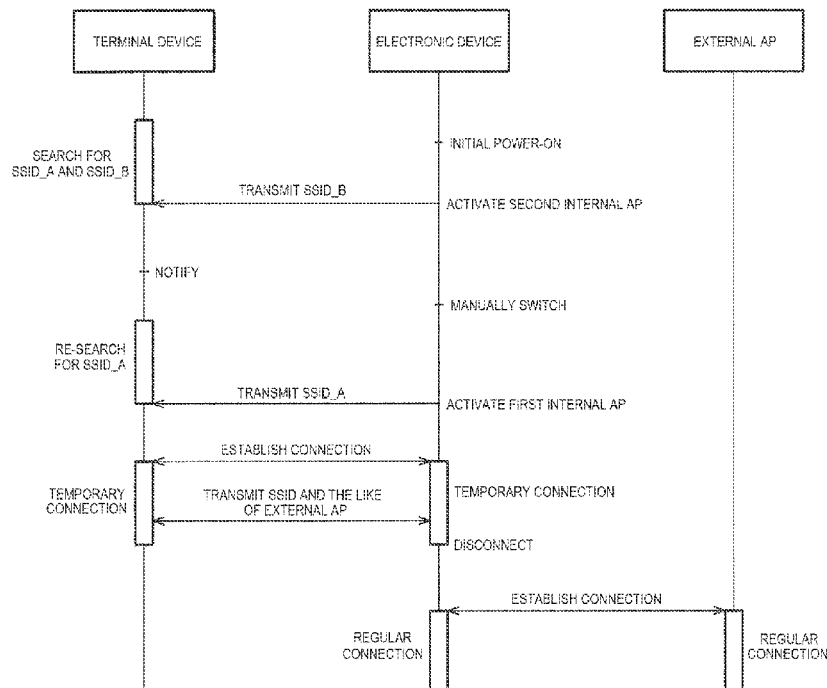 TERMINAL DEVICE
ELECTRONIC DEVICE
EXTERNAL AP
INITIAL POWER-ON
SEARCH FOR
SSID_A AND SSID_B
TRANSMIT SSID_B
ACTIVATE SECOND INTERNAL AP
NOTIFY
MANUALLY SWITCH
RE-SEARCH
FOR SSID_A
TRANSMIT SSID_A
ACTIVATE FIRST INTERNAL AP
ESTABLISH CONNECTION
TEMPORARY
CONNECTION
TRANSMIT SSID AND THE LIKE
OF EXTERNAL AP
TEMPORARY CONNECTION
DISCONNECT
ESTABLISH CONNECTION
REGULAR
CONNECTION
REGULAR
CONNECTION